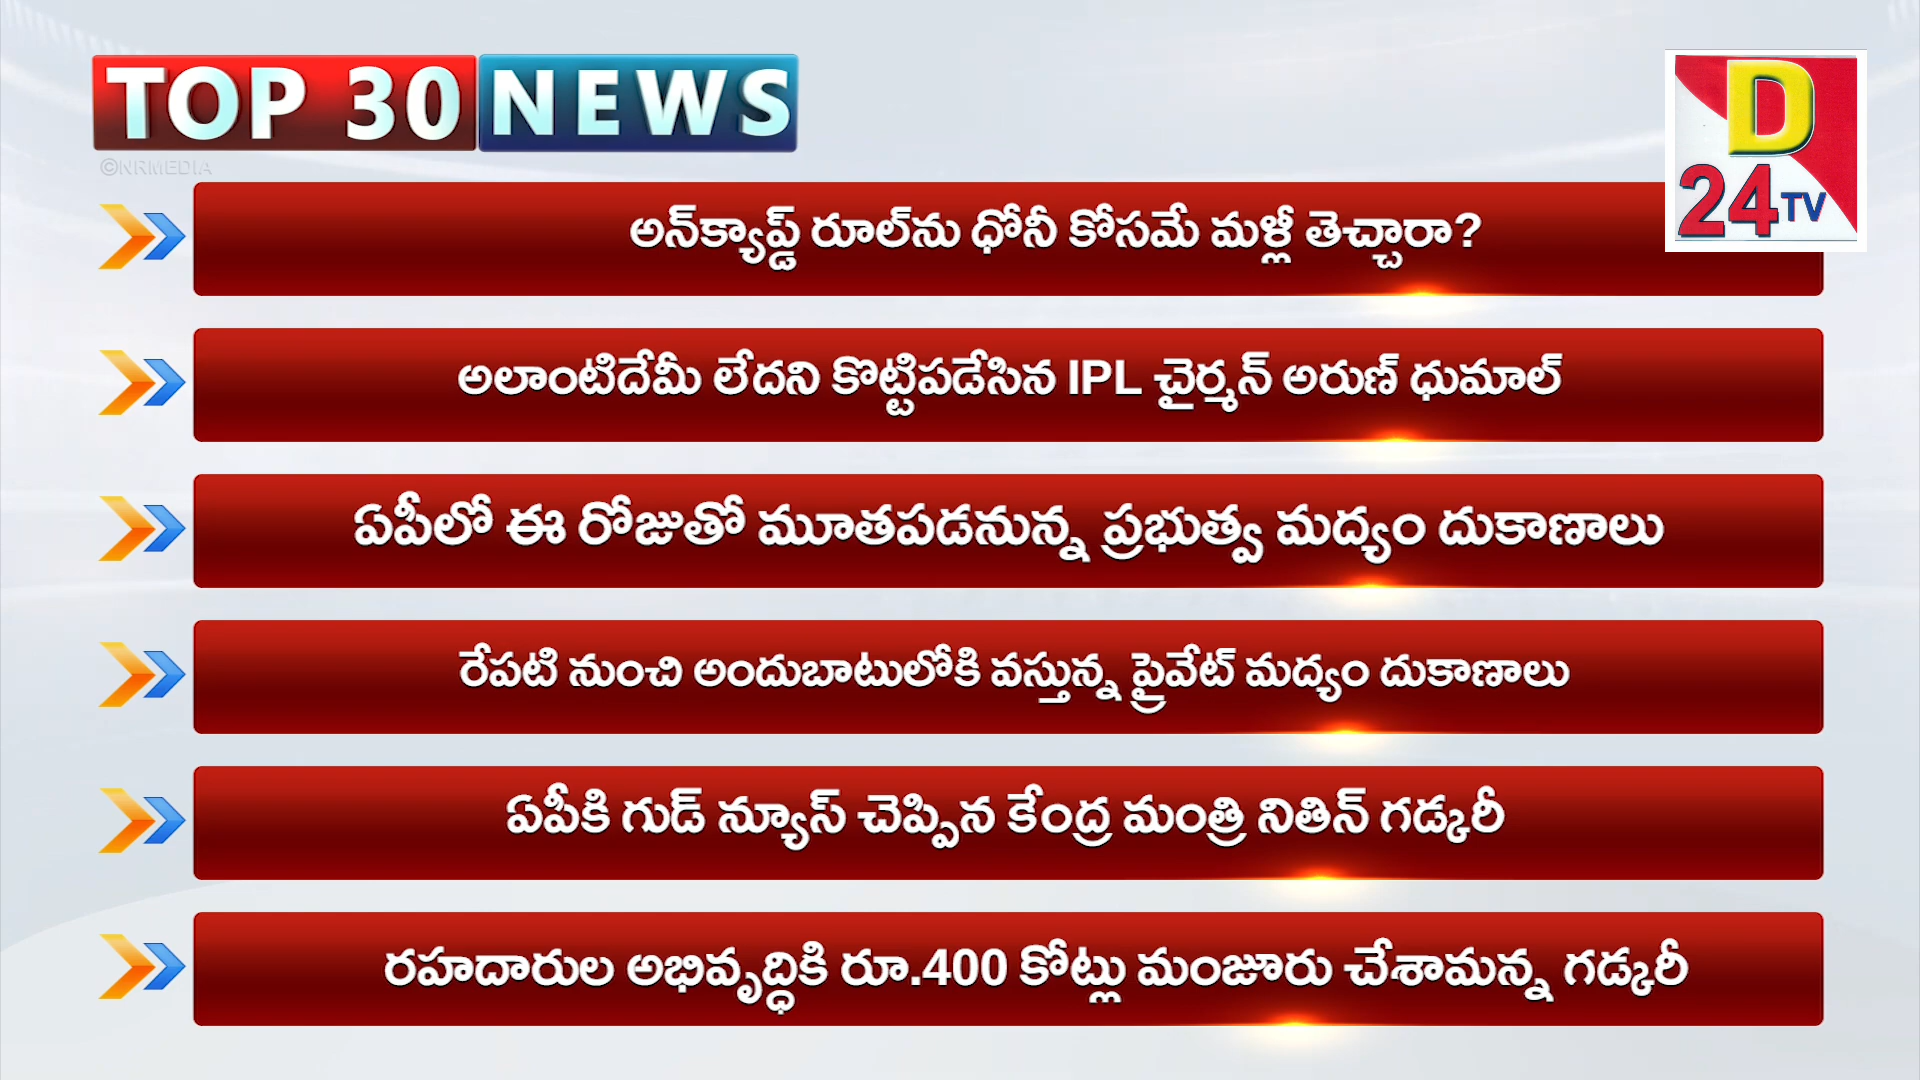 TOP 30 NEWS
D
24 TV
©NRMEDIA
అన్‌క్యాప్డ్ రూల్‌ను ధోనీ కోసమే మళ్లీ తెచ్చారా?
అలాంటిదేమీ లేదని కొట్టిపడేసిన IPL చైర్మన్ అరుణ్ ధుమాల్
ఏపీలో ఈ రోజుతో మూతపడనున్న ప్రభుత్వ మద్యం దుకాణాలు
రేపటి నుంచి అందుబాటులోకి వస్తున్న ప్రైవేట్ మద్యం దుకాణాలు
ఏపీకి గుడ్ న్యూస్ చెప్పిన కేంద్ర మంత్రి నితిన్ గడ్కరీ
రహదారుల అభివృద్ధికి రూ.400 కోట్లు మంజూరు చేశామన్న గడ్కరీ